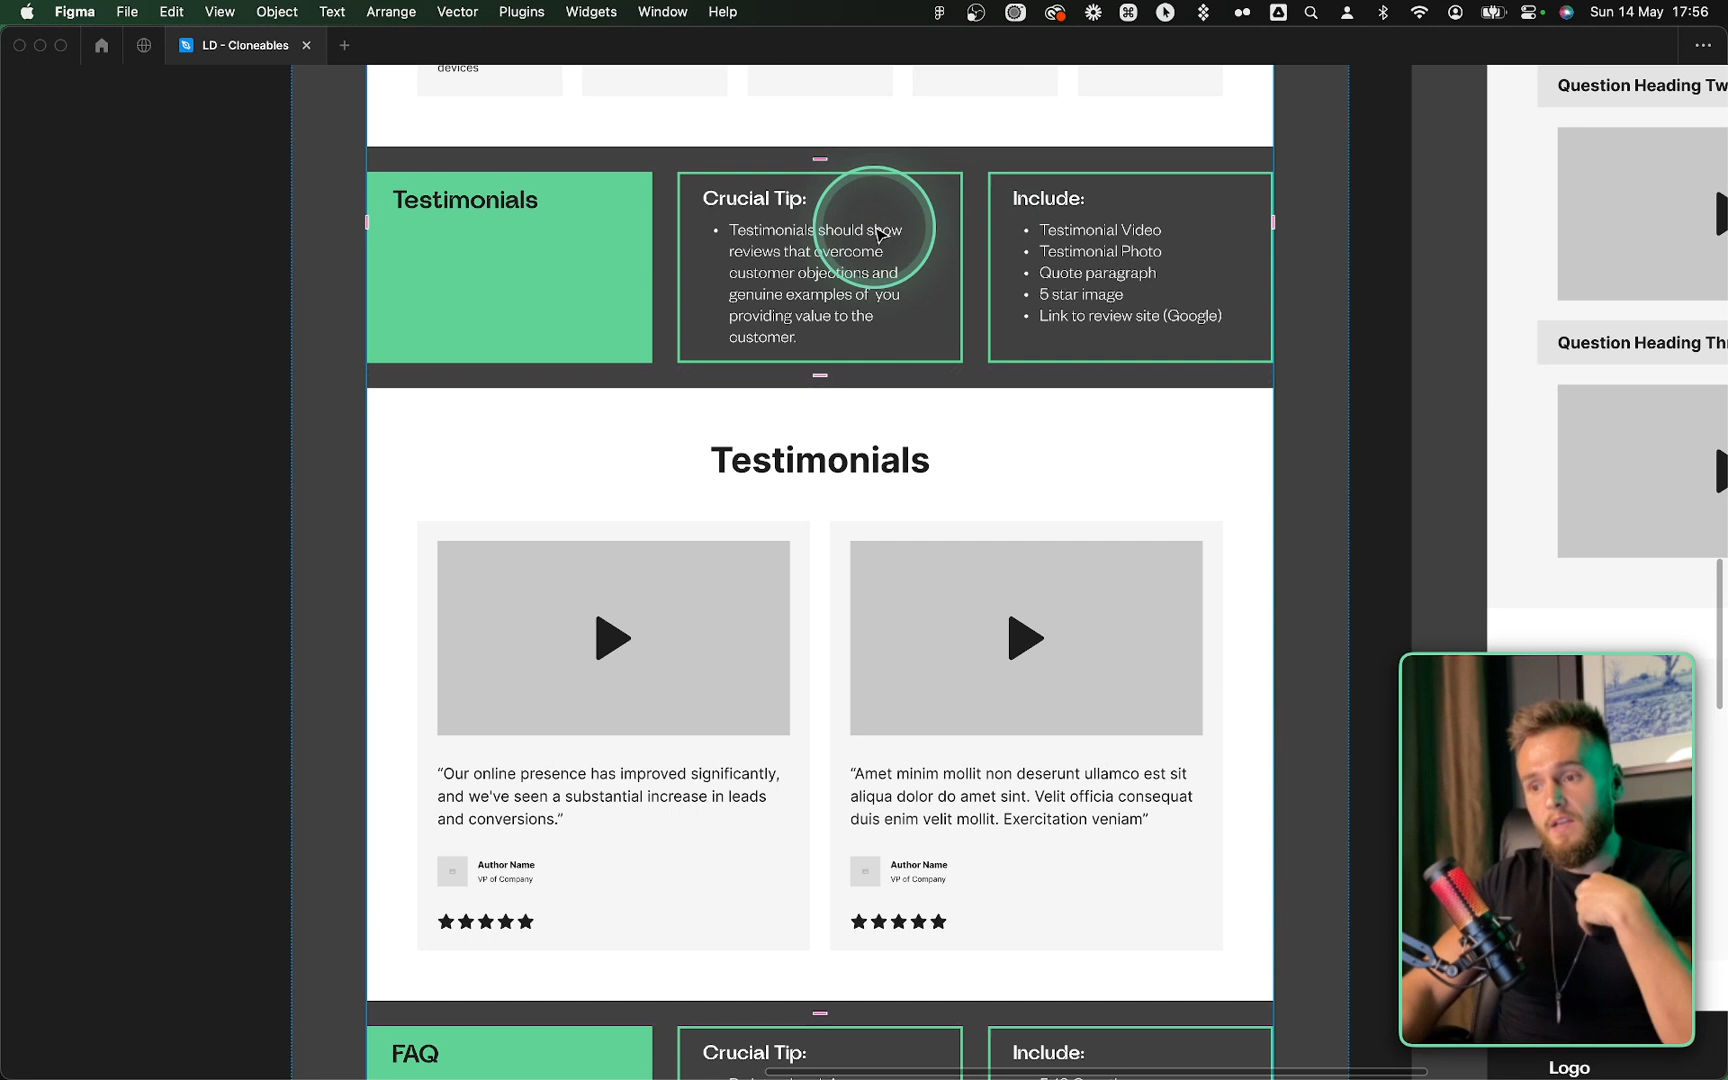 Figma File Edit View Object Text Arrange Vector Plugins Widgets Window Help Sun 14 May 17:56
LD - Cloneables
devices
Question Heading Tw
Testimonials
Crucial Tip:
• Testimonials should show
reviews that overcome
customer objections and
genuine examples of you
providing value to the
customer.
Include:
• Testimonial Video
• Testimonial Photo
• Quote paragraph
• 5 star image
• Link to review site (Google)
Question Heading Thr
Testimonials
“Our online presence has improved significantly,
and we've seen a substantial increase in leads
and conversions.”
Author Name
VP of Company
“Amet minim mollit non deserunt ullamco est sit
aliqua dolor do amet sint. Velit officia consequat
duis enim velit mollit. Exercitation veniam”
Author Name
VP of Company
FAQ
Crucial Tip:
Include:
Logo